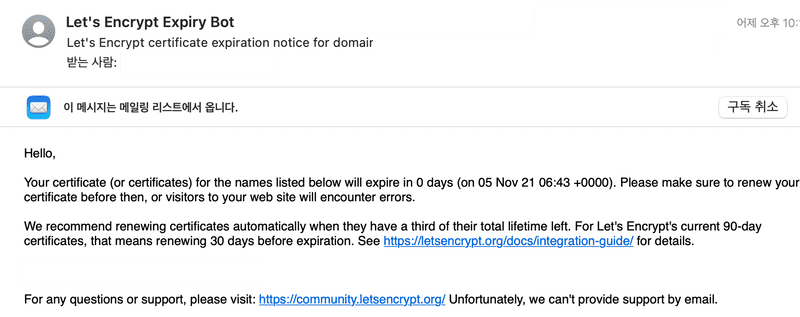 Let's Encrypt Expiry Bot
어제 오후 10:
Let's Encrypt certificate expiration notice for domain
받는 사람:
이 메시지는 메일링 리스트에서 옵니다.
구독 취소
Hello,
Your certificate (or certificates) for the names listed below will expire in 0 days (on 05 Nov 21 06:43 +0000). Please make sure to renew your
certificate before then, or visitors to your web site will encounter errors.
We recommend renewing certificates automatically when they have a third of their total lifetime left. For Let's Encrypt's current 90-day
certificates, that means renewing 30 days before expiration. See https://letsencrypt.org/docs/integration-guide/ for details.
For any questions or support, please visit: https://community.letsencrypt.org/ Unfortunately, we can't provide support by email.